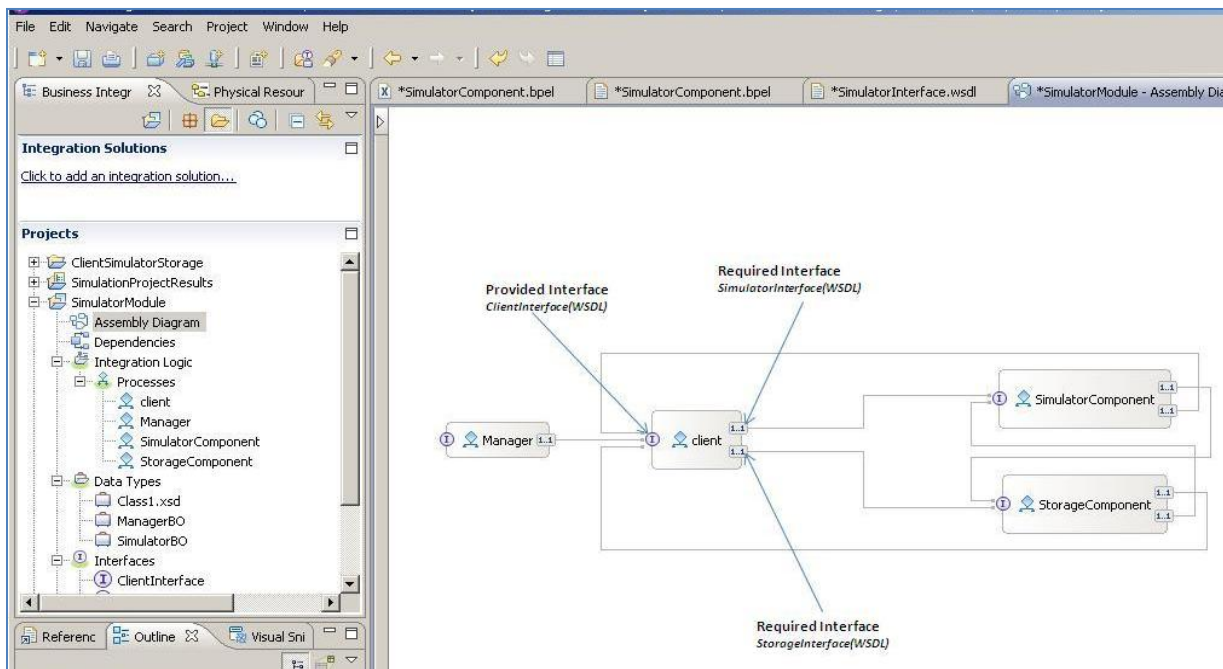 File Edit Navigate Search Project Window Help
Business Integr
Physical Resour
*SimulatorComponent.bpel
*SimulatorComponent.bpel
*SimulatorInterface.wsdl
*SimulatorModule - Assembly Dia
Integration Solutions
Click to add an integration solution...
Projects
ClientSimulatorStorage
SimulationProjectResults
SimulatorModule
Assembly Diagram
Dependencies
Integration Logic
Processes
client
Manager
SimulatorComponent
StorageComponent
Data Types
Class1.xsd
ManagerBO
SimulatorBO
Interfaces
ClientInterface
Referenc
Outline
Visual Sni
Provided Interface
ClientInterface(WSDL)
Required Interface
SimulatorInterface(WSDL)
I Manager 1..1
I client 1..1
1..1
I SimulatorComponent 1..1
1..1
I StorageComponent 1..1
1..1
Required Interface
StorageInterface(WSDL)